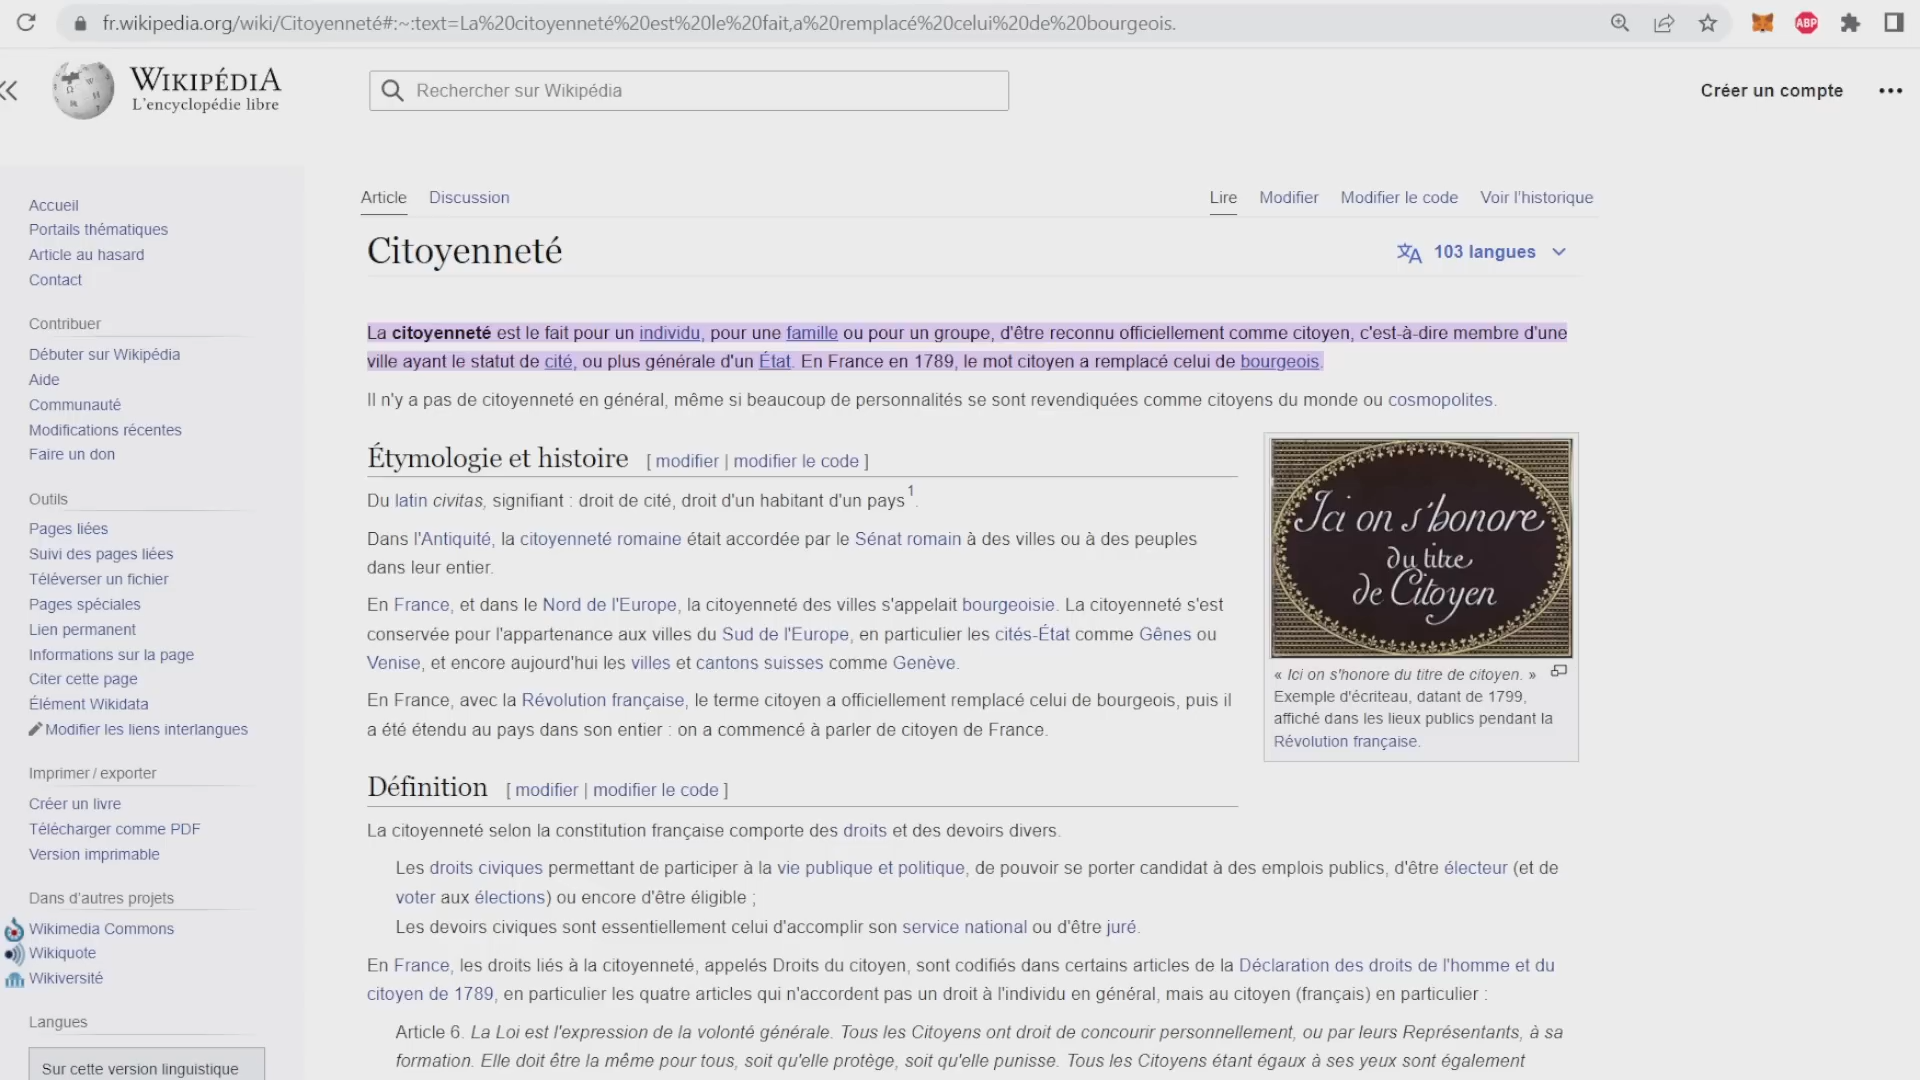 fr.wikipedia.org/wiki/Citoyenneté#:~:text=La%20citoyenneté%20est%20le%20fait,a%20remplacé%20celui%20de%20bourgeois.
ABP
WIKIPÉDIA
L'encyclopédie libre
Rechercher sur Wikipédia
Créer un compte
Accueil
Portails thématiques
Article au hasard
Contact
Contribuer
Débuter sur Wikipédia
Aide
Communauté
Modifications récentes
Faire un don
Outils
Pages liées
Suivi des pages liées
Téléverser un fichier
Pages spéciales
Lien permanent
Informations sur la page
Citer cette page
Élément Wikidata
Modifier les liens interlangues
Imprimer / exporter
Créer un livre
Télécharger comme PDF
Version imprimable
Dans d'autres projets
Wikimedia Commons
Wikiquote
Wikiversité
Langues
Sur cette version linguistique
Article Discussion
Lire Modifier Modifier le code Voir l'historique
Citoyenneté
103 langues
La citoyenneté est le fait pour un individu, pour une famille ou pour un groupe, d'être reconnu officiellement comme citoyen, c'est-à-dire membre d'une
ville ayant le statut de cité, ou plus générale d'un État. En France en 1789, le mot citoyen a remplacé celui de bourgeois.
Il n'y a pas de citoyenneté en général, même si beaucoup de personnalités se sont revendiquées comme citoyens du monde ou cosmopolites.
Étymologie et histoire [ modifier | modifier le code ]
Du latin civitas, signifiant : droit de cité, droit d'un habitant d'un pays1.
Dans l'Antiquité, la citoyenneté romaine était accordée par le Sénat romain à des villes ou à des peuples
dans leur entier.
En France, et dans le Nord de l'Europe, la citoyenneté des villes s'appelait bourgeoisie. La citoyenneté s'est
conservée pour l'appartenance aux villes du Sud de l'Europe, en particulier les cités-État comme Gênes ou
Venise, et encore aujourd'hui les villes et cantons suisses comme Genève.
En France, avec la Révolution française, le terme citoyen a officiellement remplacé celui de bourgeois, puis il
a été étendu au pays dans son entier : on a commencé à parler de citoyen de France.
Ici on s'honore
du titre
de Citoyen
« Ici on s'honore du titre de citoyen. »
Exemple d'écriteau, datant de 1799,
affiché dans les lieux publics pendant la
Révolution française.
Définition [ modifier | modifier le code ]
La citoyenneté selon la constitution française comporte des droits et des devoirs divers.
Les droits civiques permettant de participer à la vie publique et politique, de pouvoir se porter candidat à des emplois publics, d'être électeur (et de
voter aux élections) ou encore d'être éligible ;
Les devoirs civiques sont essentiellement celui d'accomplir son service national ou d'être juré.
En France, les droits liés à la citoyenneté, appelés Droits du citoyen, sont codifiés dans certains articles de la Déclaration des droits de l'homme et du
citoyen de 1789, en particulier les quatre articles qui n'accordent pas un droit à l'individu en général, mais au citoyen (français) en particulier :
Article 6. La Loi est l'expression de la volonté générale. Tous les Citoyens ont droit de concourir personnellement, ou par leurs Représentants, à sa
formation. Elle doit être la même pour tous, soit qu'elle protège, soit qu'elle punisse. Tous les Citoyens étant égaux à ses yeux sont également